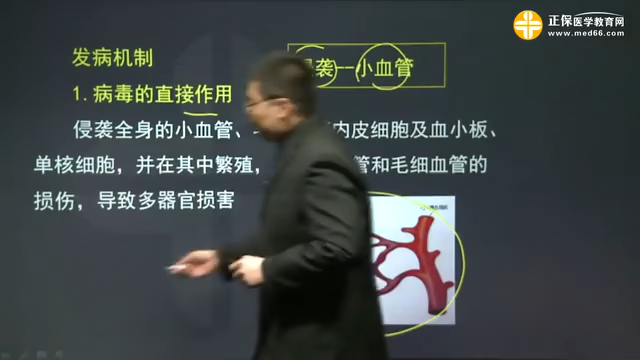 正保医学教育网
www.med66.com
发病机制
侵袭--小血管
1.病毒的直接作用
侵袭全身的小血管、 内皮细胞及血小板、
单核细胞，并在其中繁殖， 管和毛细血管的
损伤，导致多器官损害